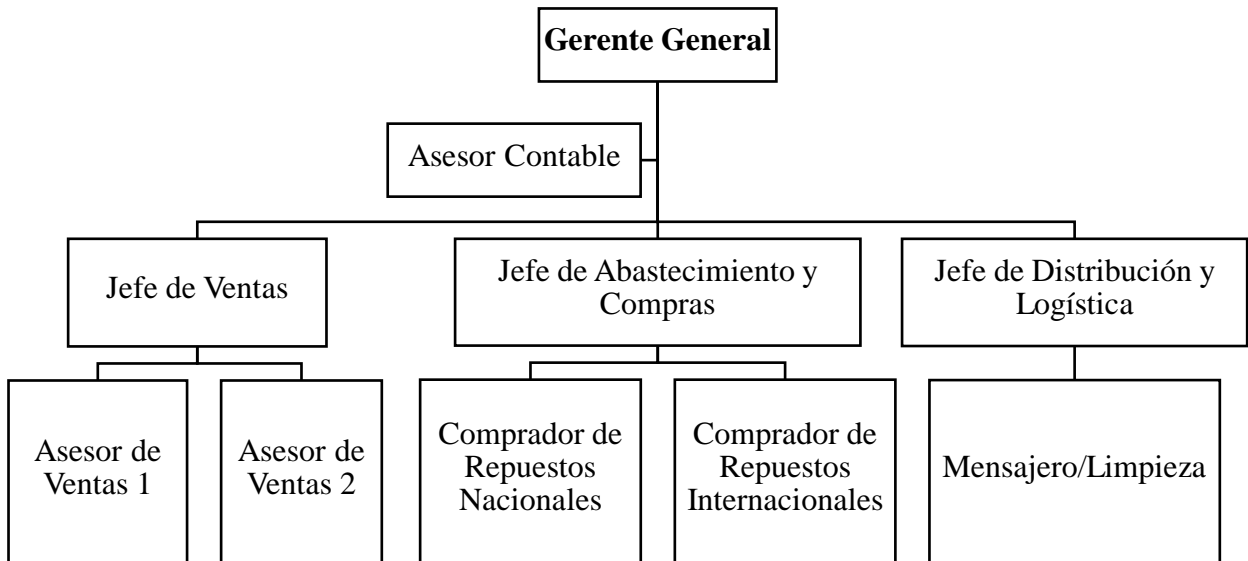 Gerente General
Asesor Contable
Jefe de Ventas
Jefe de Abastecimiento y
Compras
Jefe de Distribución y
Logística
Asesor de
Ventas 1
Asesor de
Ventas 2
Comprador de
Repuestos
Nacionales
Comprador de
Repuestos
Internacionales
Mensajero/Limpieza